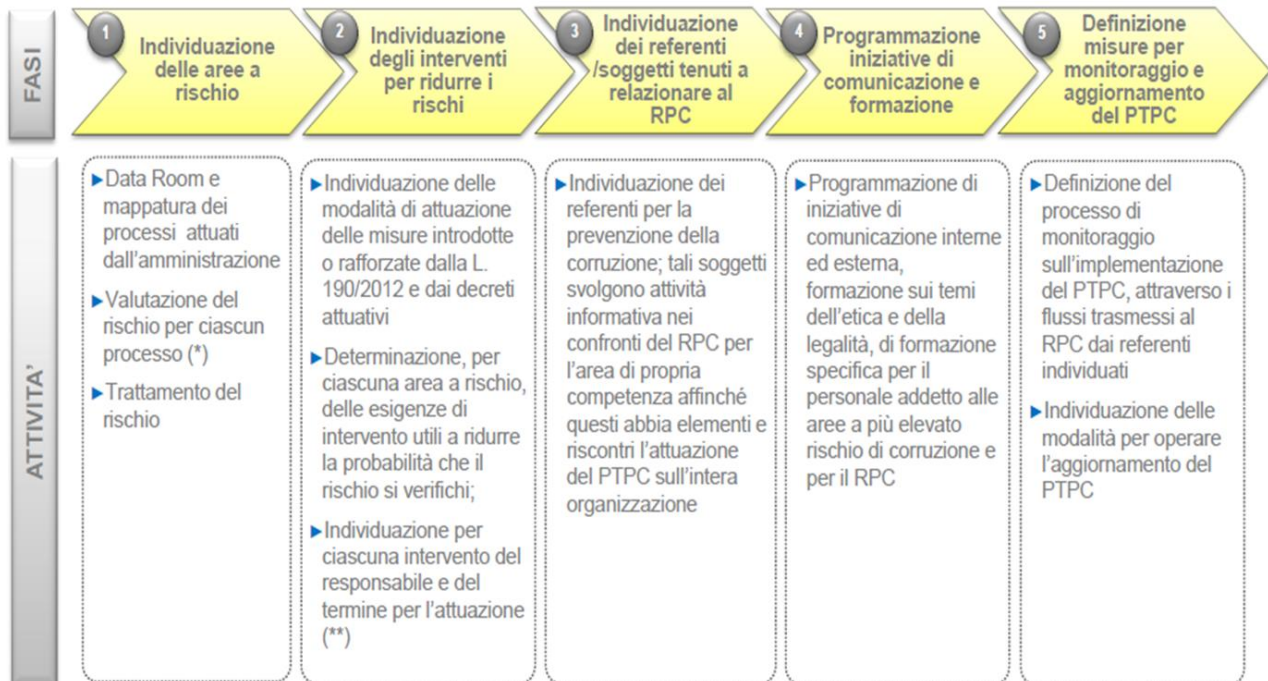 FASI
1
Individuazione
delle aree a
rischio
2
Individuazione
degli interventi
per ridurre i
rischi
3
Individuazione
dei referenti
/soggetti tenuti a
relazionare al
RPC
4
Programmazione
iniziative di
comunicazione e
formazione
5
Definizione
misure per
monitoraggio e
aggiornamento
del PTPC
ATTIVITA'
►Data Room e
mappatura dei
processi attuati
dall'amministrazione
►Valutazione del
rischio per ciascun
processo (*)
►Trattamento del
rischio
►Individuazione delle
modalità di attuazione
delle misure introdotte
o rafforzate dalla L.
190/2012 e dai decreti
attuativi
►Determinazione, per
ciascuna area a rischio,
delle esigenze di
intervento utili a ridurre
la probabilità che il
rischio si verifichi;
►Individuazione per
ciascuna intervento del
responsabile e del
termine per l'attuazione
(**)
►Individuazione dei
referenti per la
prevenzione della
corruzione; tali soggetti
svolgono attività
informativa nei
confronti del RPC per
l'area di propria
competenza affinché
questi abbia elementi e
riscontri l'attuazione
del PTPC sull'intera
organizzazione
►Programmazione di
iniziative di
comunicazione interne
ed esterna,
formazione sui temi
dell'etica e della
legalità, di formazione
specifica per il
personale addetto alle
aree a più elevato
rischio di corruzione e
per il RPC
►Definizione del
processo di
monitoraggio
sull'implementazione
del PTPC, attraverso i
flussi trasmessi al
RPC dai referenti
individuati
►Individuazione delle
modalità per operare
l'aggiornamento del
PTPC